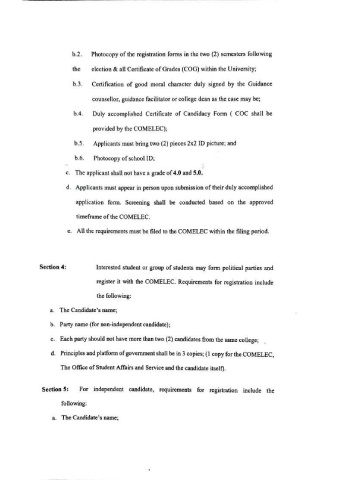 b.2. Photocopy of the registration forms in the two (2) semesters following
the election & all Certificate of Grades (COG) within the University;
b.3. Certification of good moral character duly signed by the Guidance
counsellor, guidance facilitator or college dean as the case may be;
b.4. Duly accomplished Certificate of Candidacy Form ( COC shall be
provided by the COMELEC);
b.5. Applicants must bring two (2) pieces 2x2 ID picture; and
b.6. Photocopy of school ID;
c. The applicant shall not have a grade of 4.0 and 5.0.
d. Applicants must appear in person upon submission of their duly accomplished
application form. Screening shall be conducted based on the approved
timeframe of the COMELEC.
e. All the requirements must be filed to the COMELEC within the filing period.
Section 4: Interested student or group of students may form political parties and
register it with the COMELEC. Requirements for registration include
the following:
a. The Candidate's name;
b. Party name (for non-independent candidate);
c. Each party should not have more than two (2) candidates from the same college;
d. Principles and platform of government shall be in 3 copies; (1 copy for the COMELEC,
The Office of Student Affairs and Service and the candidate itself).
Section 5: For independent candidate, requirements for registration include the
following:
a. The Candidate's name;